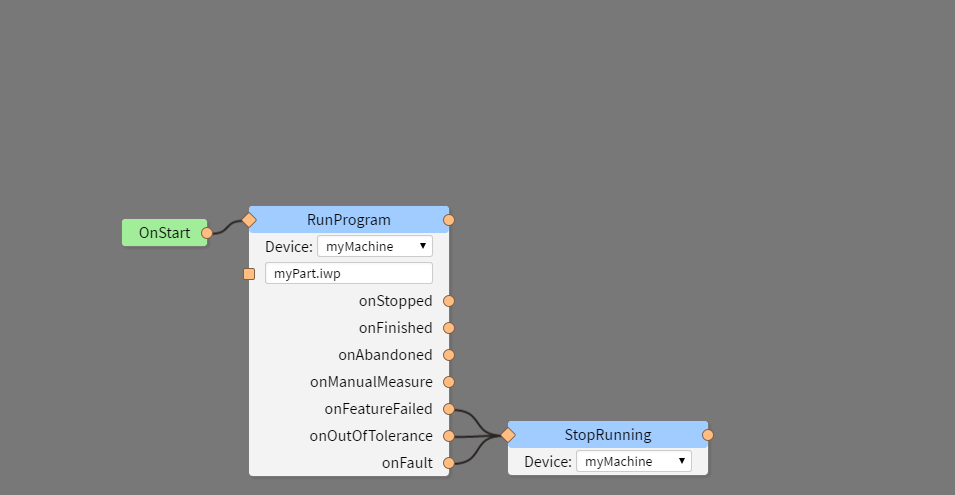 OnStart
RunProgram
Device: myMachine
myPart.iwp
onStopped
onFinished
onAbandoned
onManualMeasure
onFeatureFailed
onOutOfTolerance
onFault
StopRunning
Device: myMachine